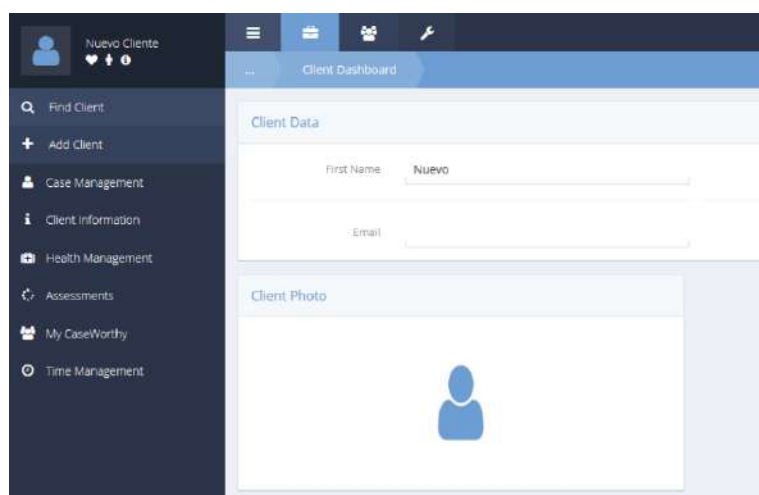 Nuevo Cliente
Find Client
Add Client
Case Management
Client Information
Health Management
Assessments
My CaseWorthy
Time Management
... Client Dashboard
Client Data
First Name Nuevo
Email
Client Photo